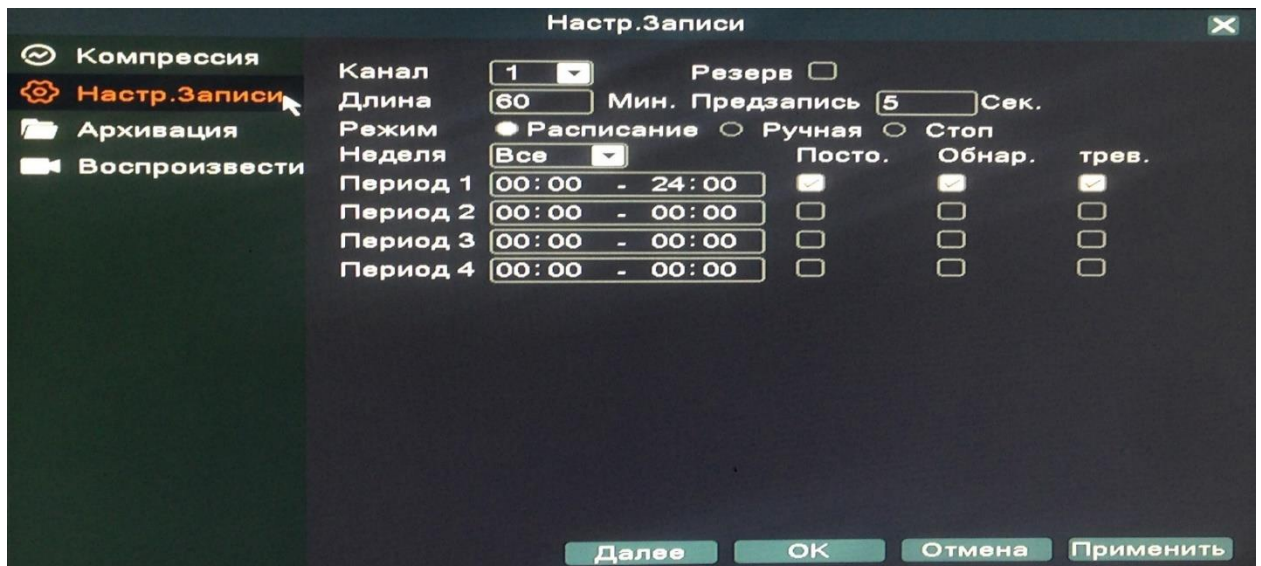 Настр.Записи
Компрессия
Настр.Записи
Архивация
Воспроизвести
Канал 1 Резерв
Длина 60 Мин. Предзапись 5 Сек.
Режим Расписание Ручная Стоп
Неделя Все Посто. Обнар. трев.
Период 1 00:00 - 24:00
Период 2 00:00 - 00:00
Период 3 00:00 - 00:00
Период 4 00:00 - 00:00
Далее ОК Отмена Применить